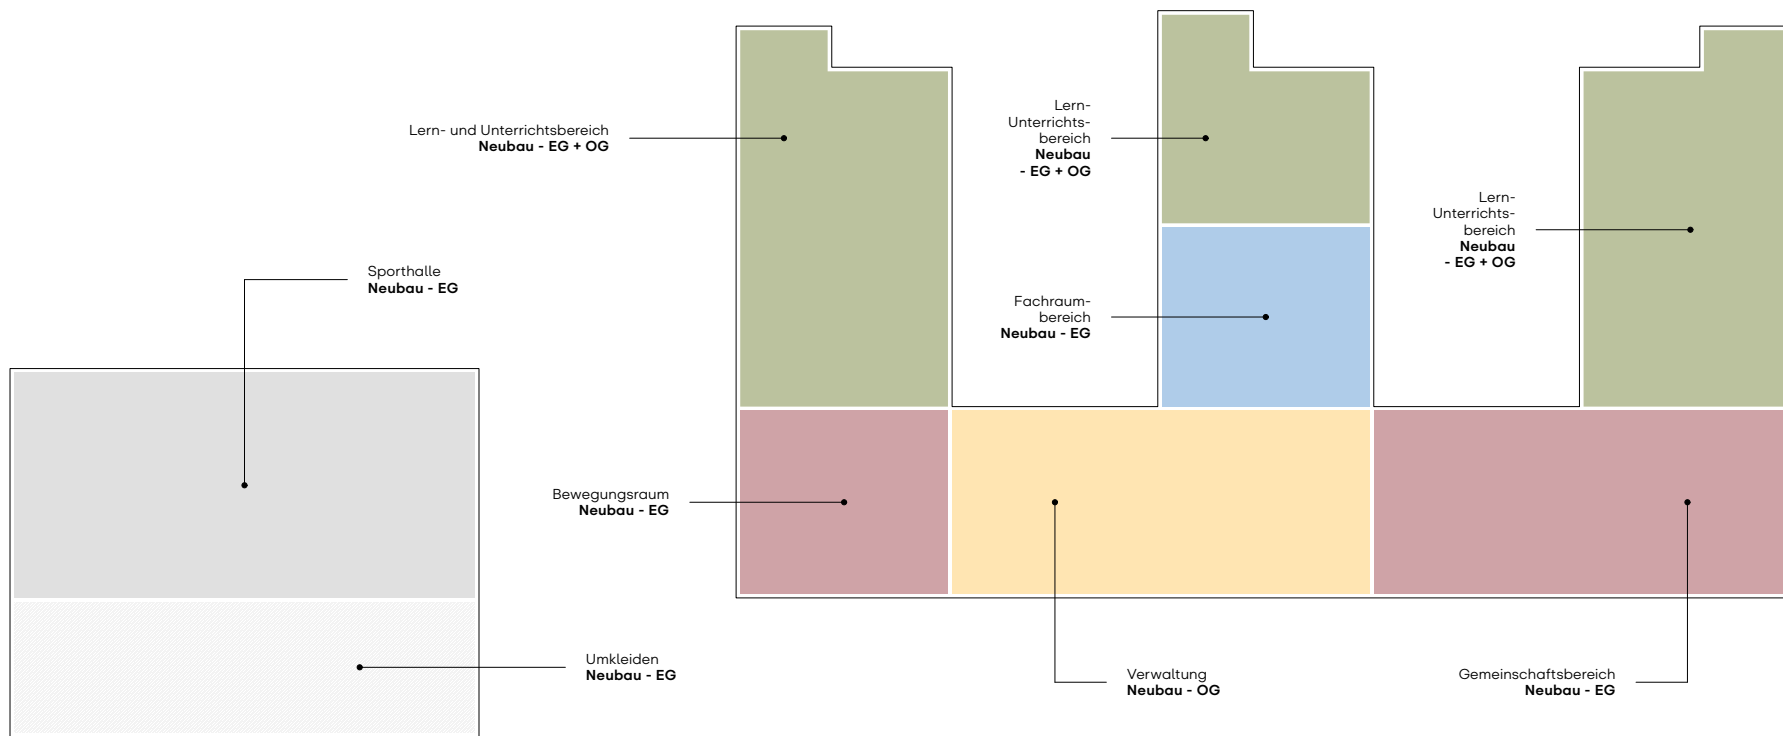 Lern- und Unterrichtsbereich
Neubau - EG + OG
Lern-
Unterrichts-
bereich
Neubau
- EG + OG
Lern-
Unterrichts-
bereich
Neubau
- EG + OG
Sporthalle
Neubau - EG
Fachraum-
bereich
Neubau - EG
Bewegungsraum
Neubau - EG
Umkleiden
Neubau - EG
Verwaltung
Neubau - OG
Gemeinschaftsbereich
Neubau - EG